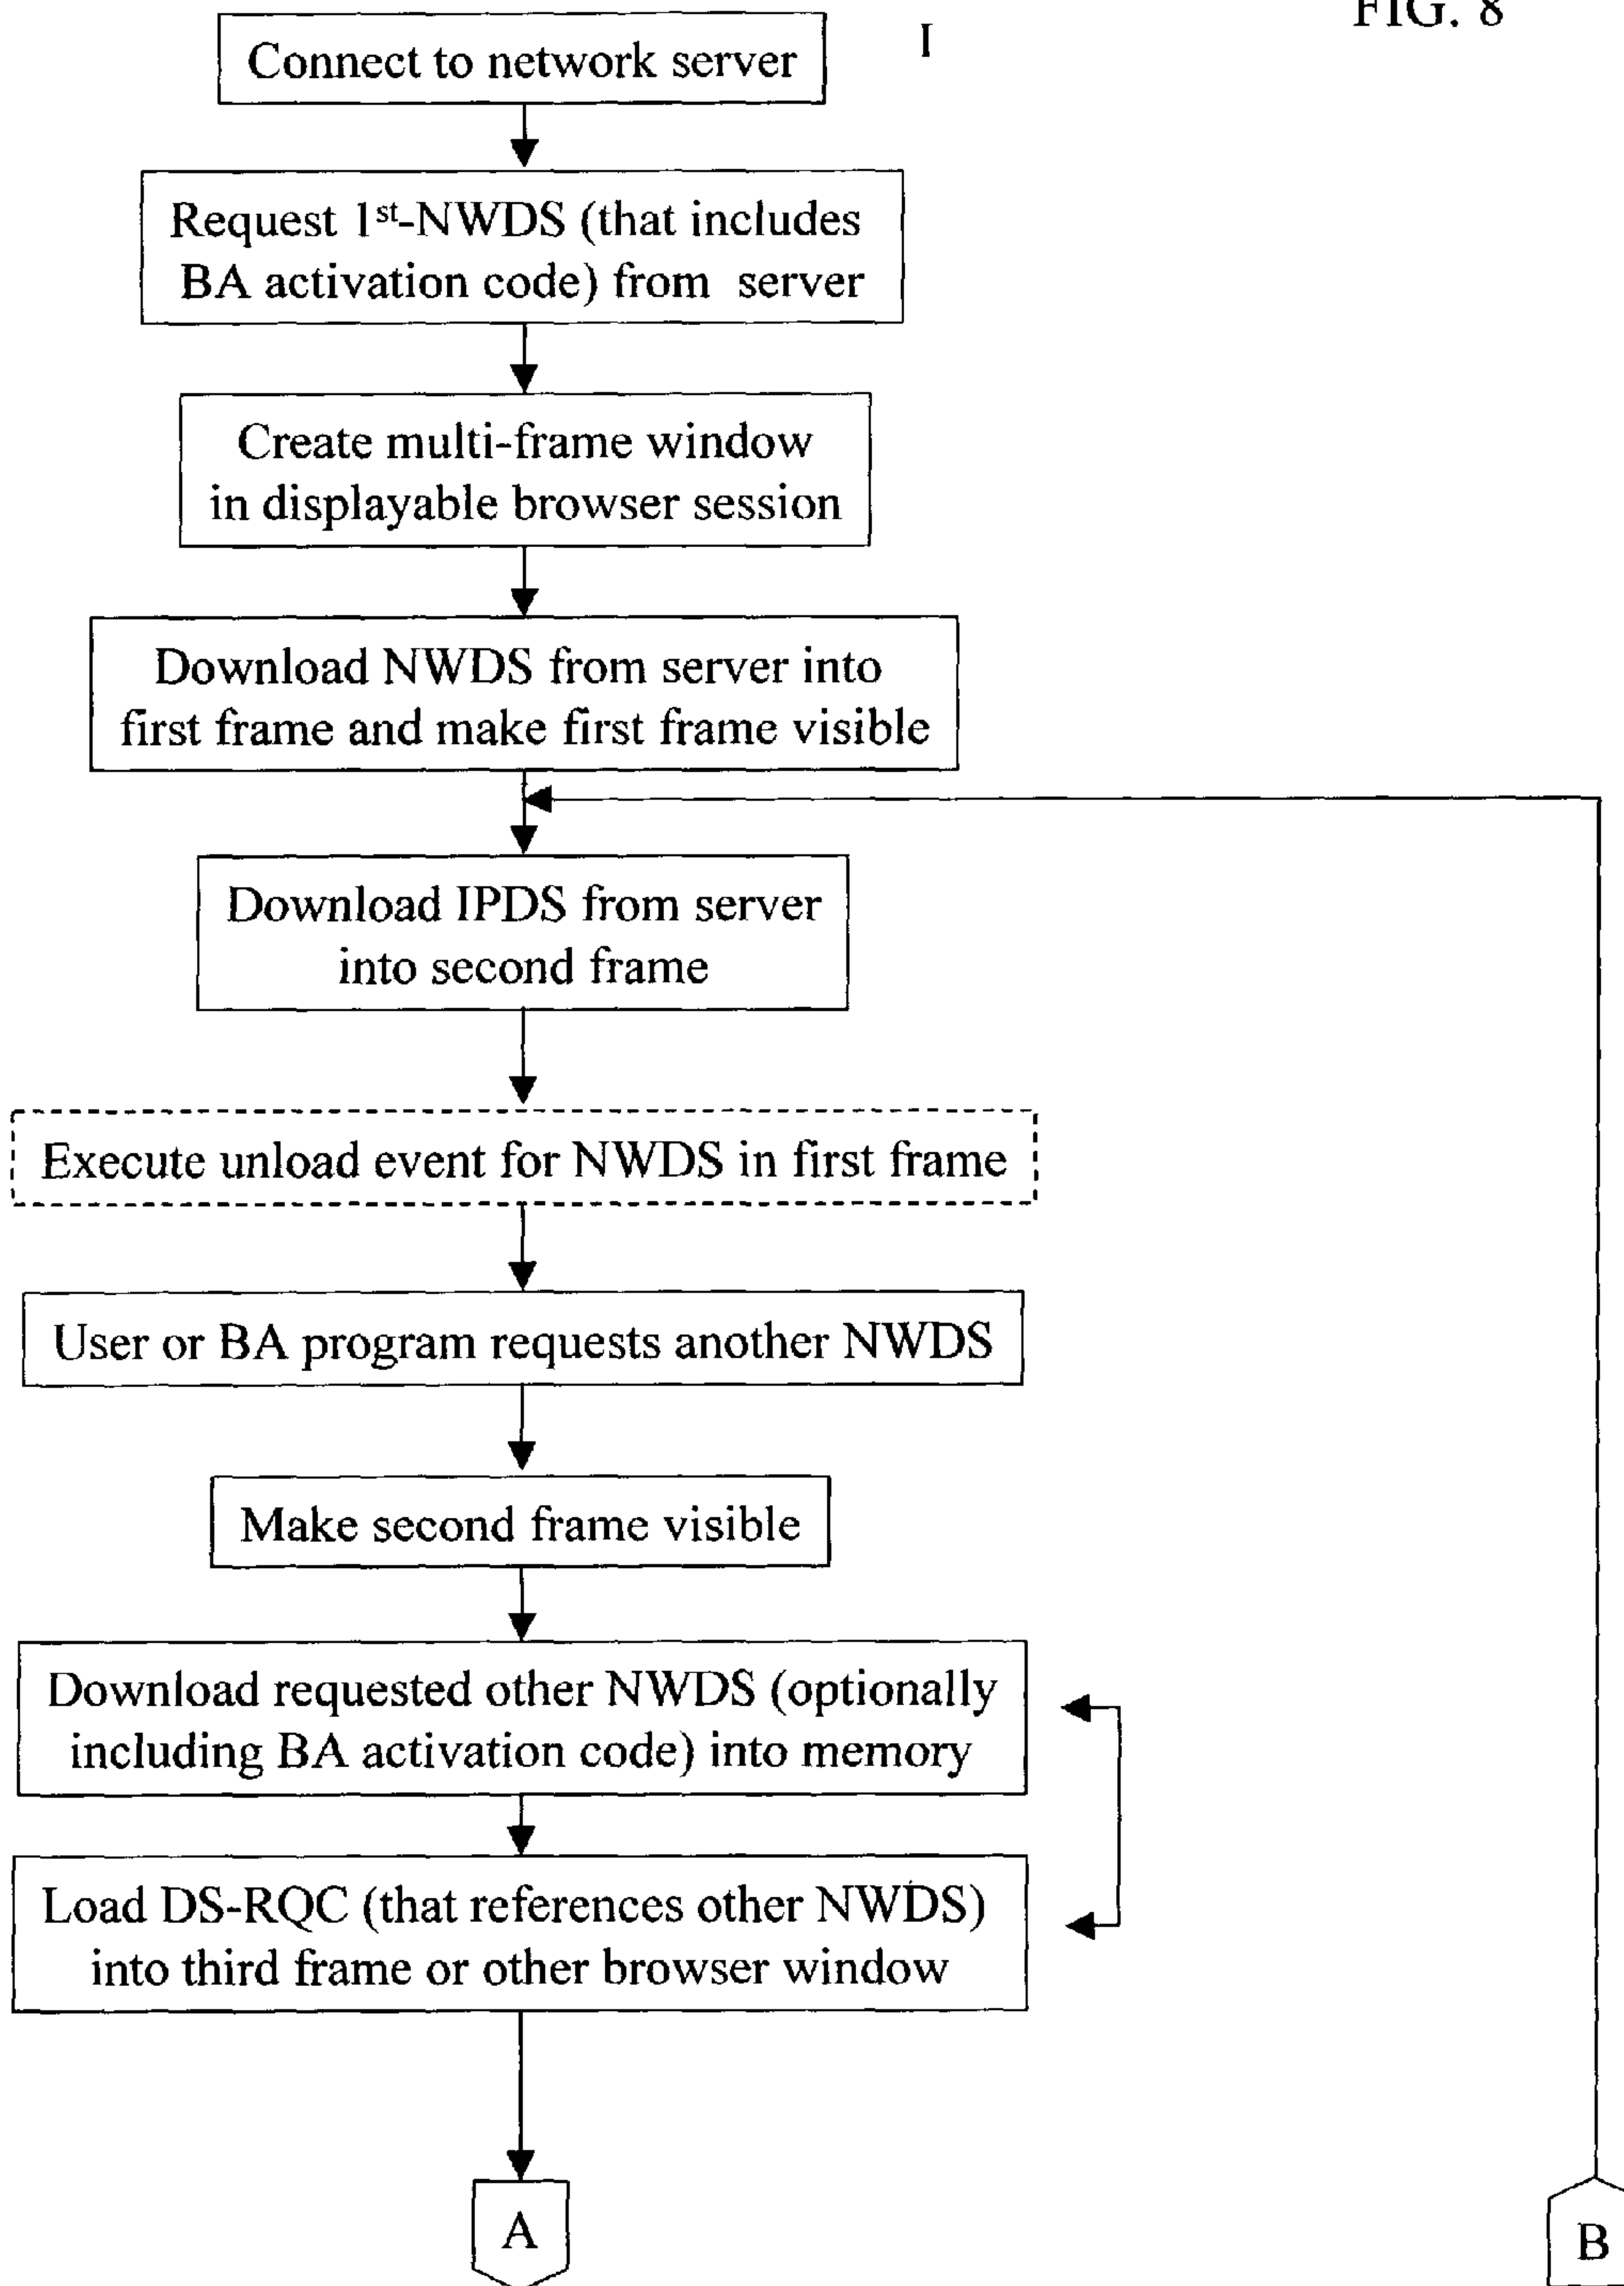 FIG. 8
I
Connect to network server
Request 1st-NWDS (that includes
BA activation code) from server
Create multi-frame window
in displayable browser session
Download NWDS from server into
first frame and make first frame visible
Download IPDS from server
into second frame
Execute unload event for NWDS in first frame
User or BA program requests another NWDS
Make second frame visible
Download requested other NWDS (optionally
including BA activation code) into memory
Load DS-RQC (that references other NWDS)
into third frame or other browser window
A
B